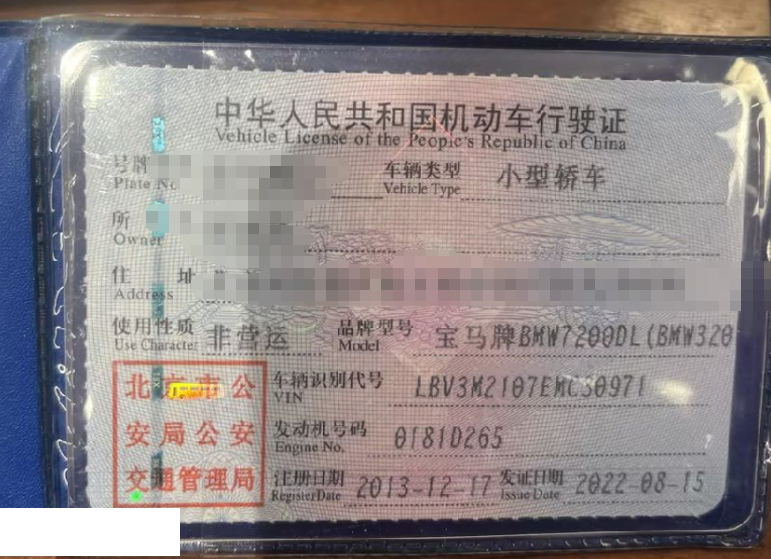 中华人民共和国机动车行驶证
Vehicle License of the People's Republic of China
号牌 车辆类型 小型轿车
Plate No. Vehicle Type
所
Owner
住 址
Address
使用性质 非营运 品牌型号 宝马牌BMW7200DL(BMW320
Use Character Model
北京市公 车辆识别代号 LBV3M2107EMC30971
VIN
安局公安 发动机号码 0181D265
Engine No.
交通管理局 注册日期 2013-12-17 发证日期 2022-08-15
Register Date Issue Date